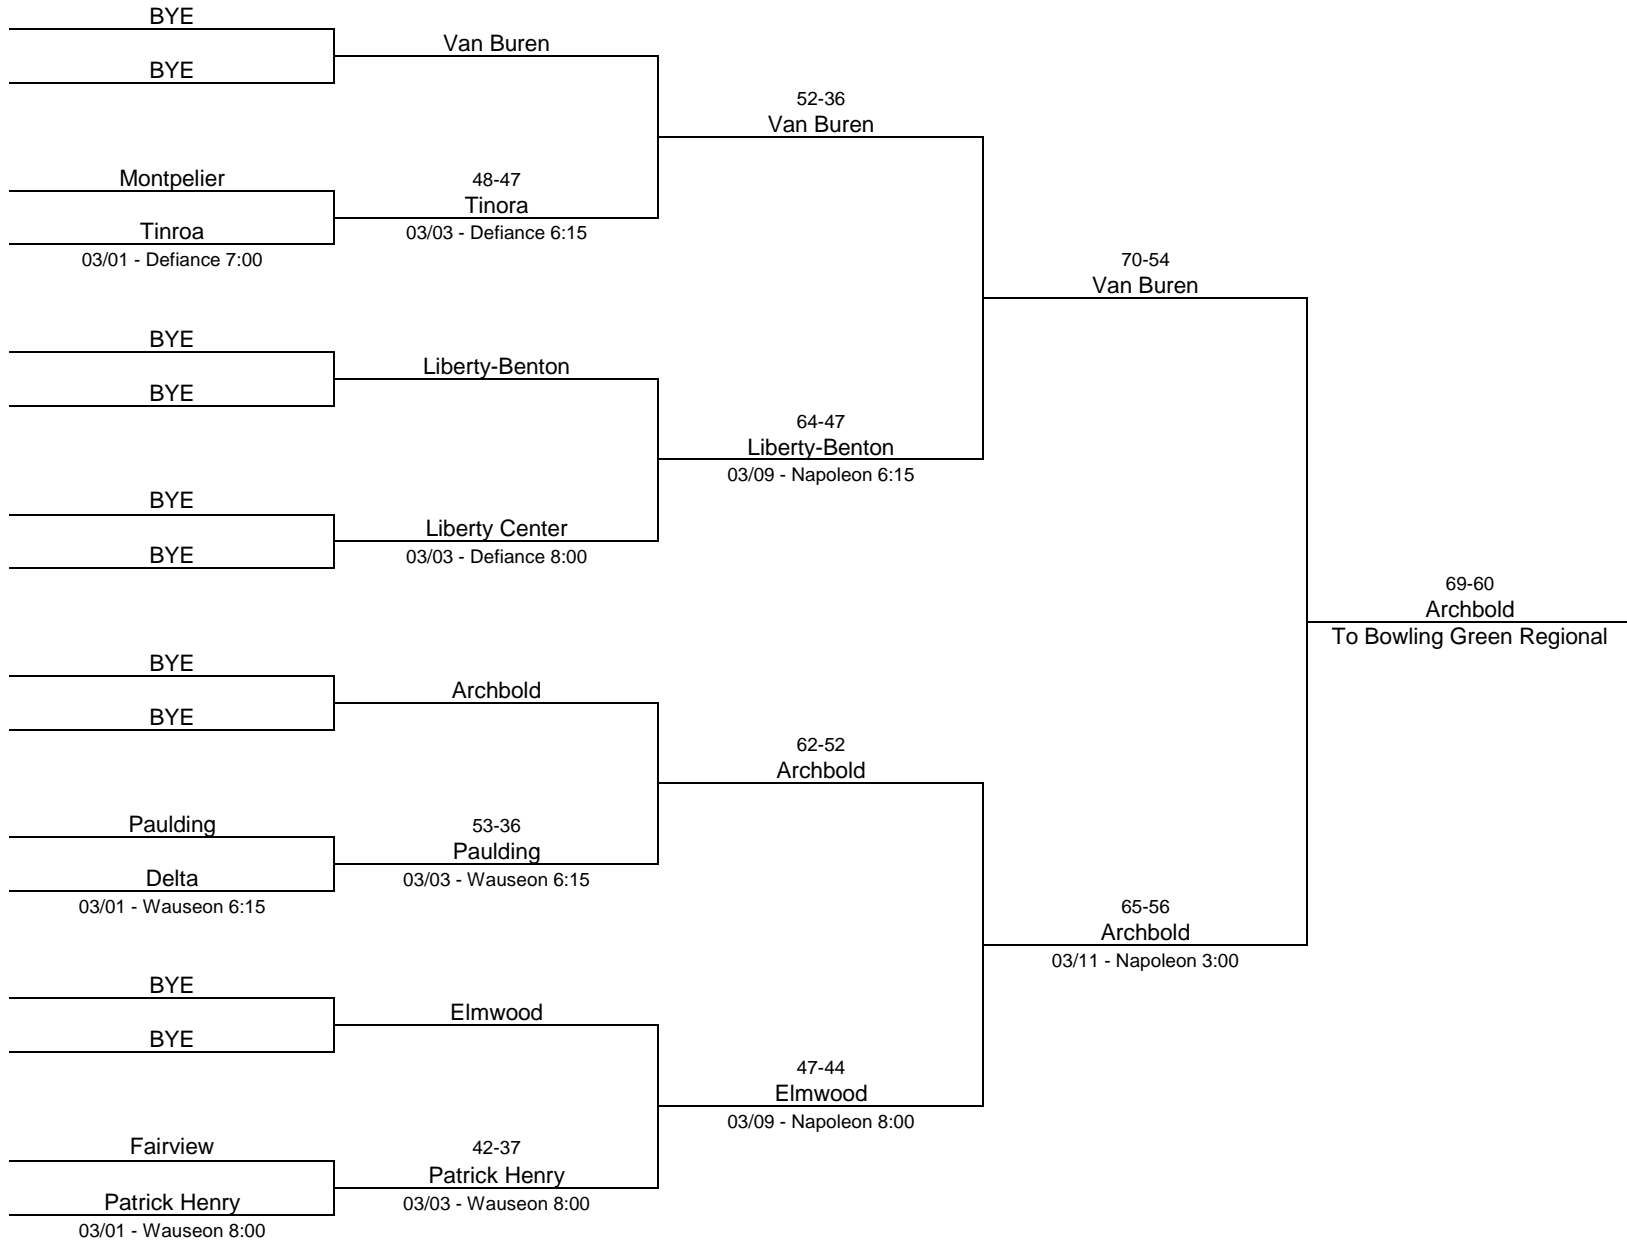 BYE
BYE
Van Buren
Montpelier
Tinroa
03/01 - Defiance 7:00
48-47
Tinora
03/03 - Defiance 6:15
52-36
Van Buren
BYE
BYE
Liberty-Benton
BYE
BYE
Liberty Center
03/03 - Defiance 8:00
64-47
Liberty-Benton
03/09 - Napoleon 6:15
70-54
Van Buren
BYE
BYE
Archbold
Paulding
Delta
03/01 - Wauseon 6:15
53-36
Paulding
03/03 - Wauseon 6:15
62-52
Archbold
BYE
BYE
Elmwood
Fairview
Patrick Henry
03/01 - Wauseon 8:00
42-37
Patrick Henry
03/03 - Wauseon 8:00
47-44
Elmwood
03/09 - Napoleon 8:00
65-56
Archbold
03/11 - Napoleon 3:00
69-60
Archbold
To Bowling Green Regional